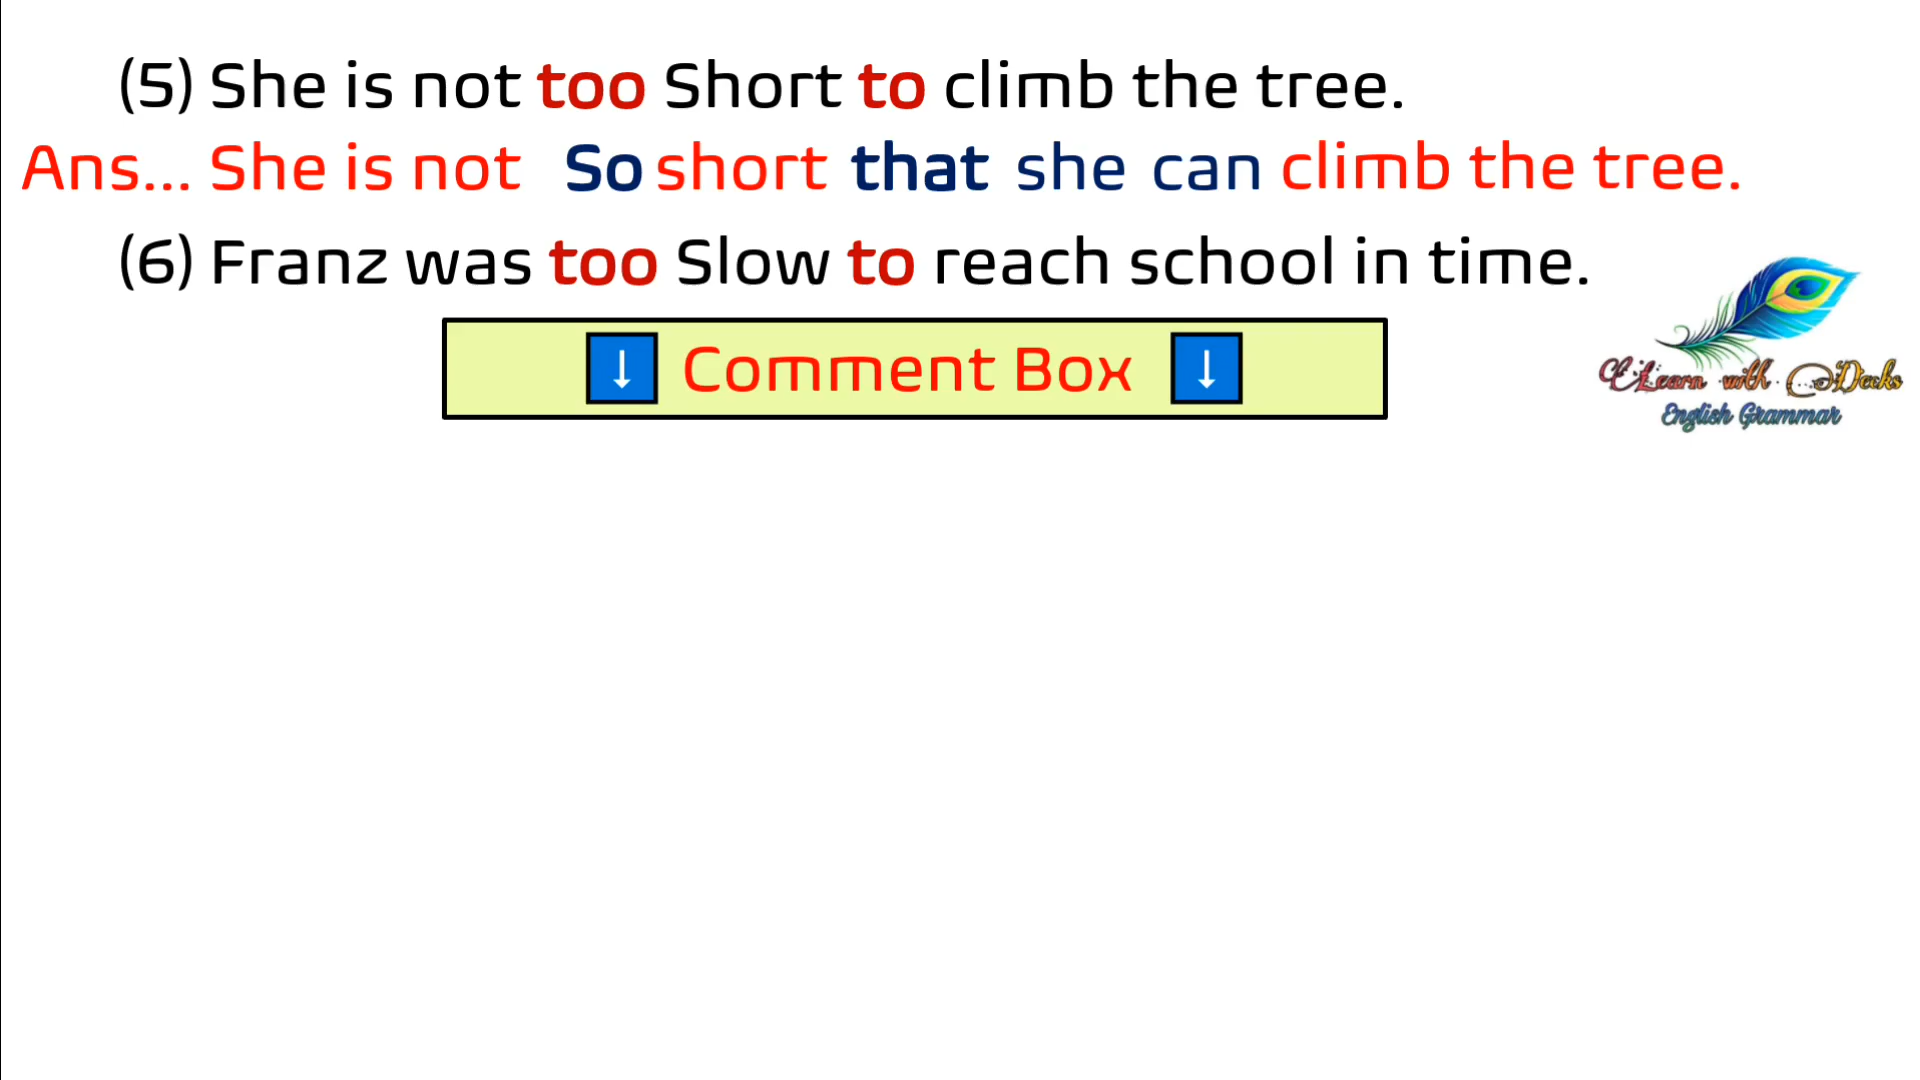 (5) She is not too Short to climb the tree.
Ans... She is not So short that she can climb the tree.
(6) Franz was too Slow to reach school in time.
↓ Comment Box ↓
Learn with Decks
English Grammar